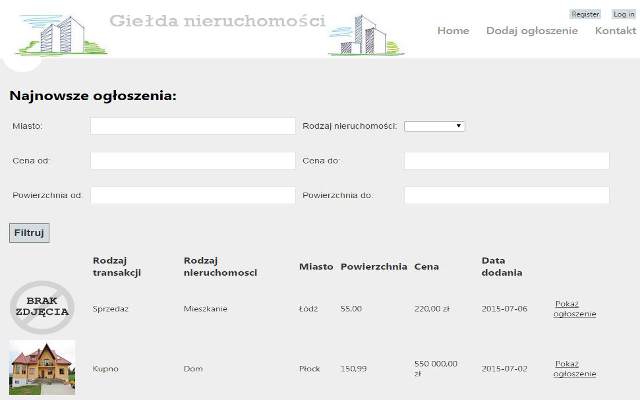 Register Log in
Giełda nieruchomości
Home Dodaj ogłoszenie Kontakt
Najnowsze ogłoszenia:
Miasto: Rodzaj nieruchomości:
Cena od: Cena do:
Powierzchnia od: Powierzchnia do:
Filtruj
Rodzaj transakcji Rodzaj nieruchomosci Miasto Powierzchnia Cena Data dodania
BRAK ZDJĘCIA Sprzedaż Mieszkanie Łódź 55,00 220,00 zł 2015-07-06 Pokaż ogłoszenie
Kupno Dom Płock 150,99 550 000,00 zł 2015-07-02 Pokaż ogłoszenie